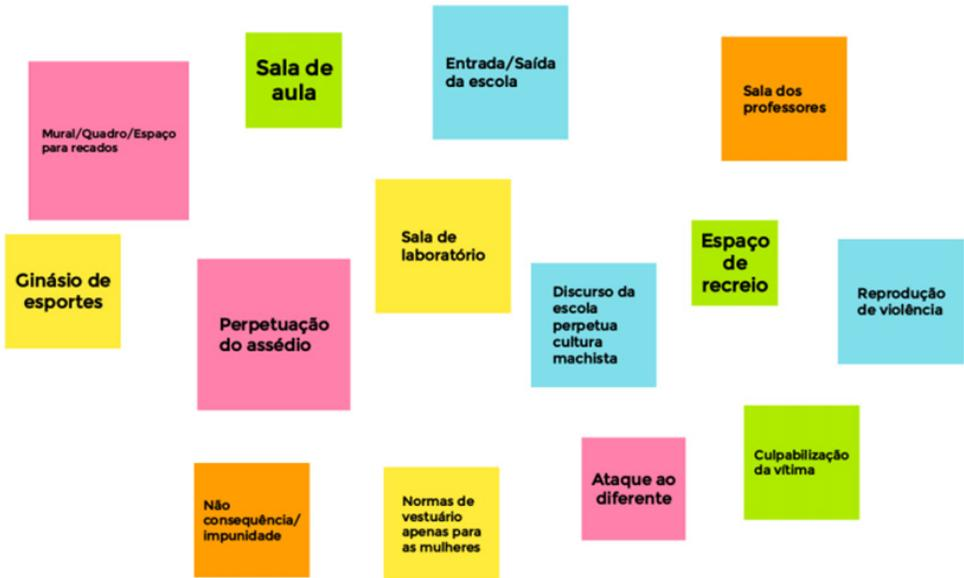 Mural/Quadro/Espaço
para recados
Sala de
aula
Entrada/Saída
da escola
Sala dos
professores
Ginásio de
esportes
Perpetuação
do assédio
Sala de
laboratório
Discurso da
escola
perpetua
cultura
machista
Espaço
de
recreio
Reprodução
de violência
Não
consequência/
impunidade
Normas de
vestuário
apenas para
as mulheres
Ataque ao
diferente
Culpabilização
da vítima